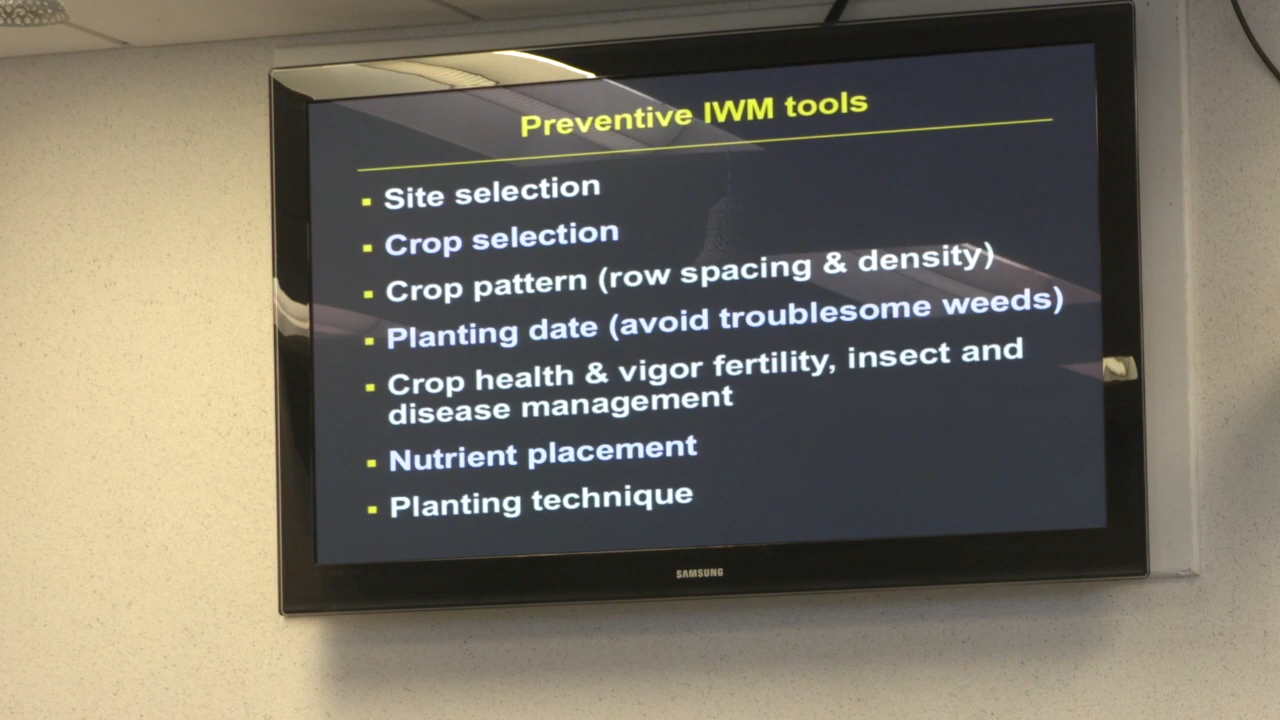 Preventive IWM tools
▪ Site selection
▪ Crop selection
▪ Crop pattern (row spacing & density)
▪ Planting date (avoid troublesome weeds)
▪ Crop health & vigor fertility, insect and
disease management
▪ Nutrient placement
▪ Planting technique
SAMSUNG